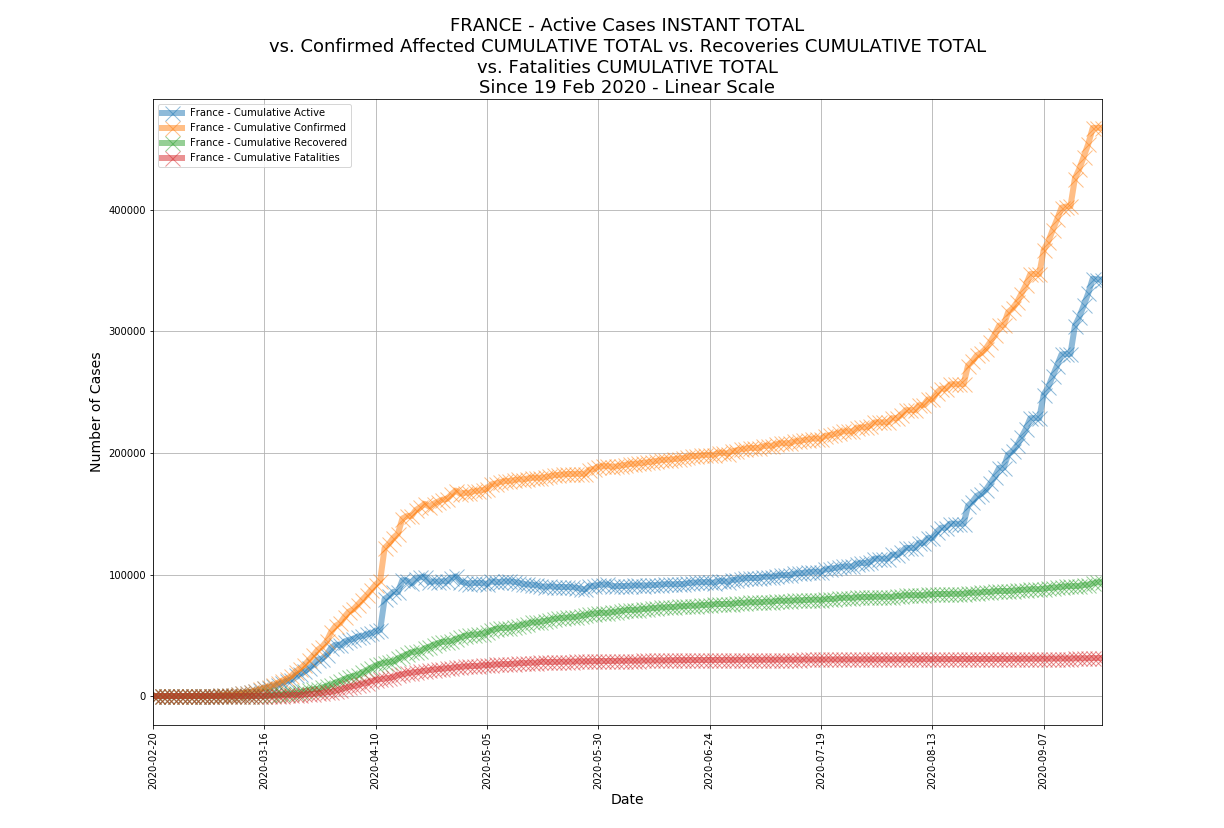 FRANCE - Active Cases INSTANT TOTAL
vs. Confirmed Affected CUMULATIVE TOTAL vs. Recoveries CUMULATIVE TOTAL
vs. Fatalities CUMULATIVE TOTAL
Since 19 Feb 2020 - Linear Scale
France - Cumulative Active
France - Cumulative Confirmed
France - Cumulative Recovered
France - Cumulative Fatalities
Number of Cases
400000
300000
200000
100000
0
2020-02-20
2020-03-16
2020-04-10
2020-05-05
2020-05-30
2020-06-24
2020-07-19
2020-08-13
2020-09-07
Date